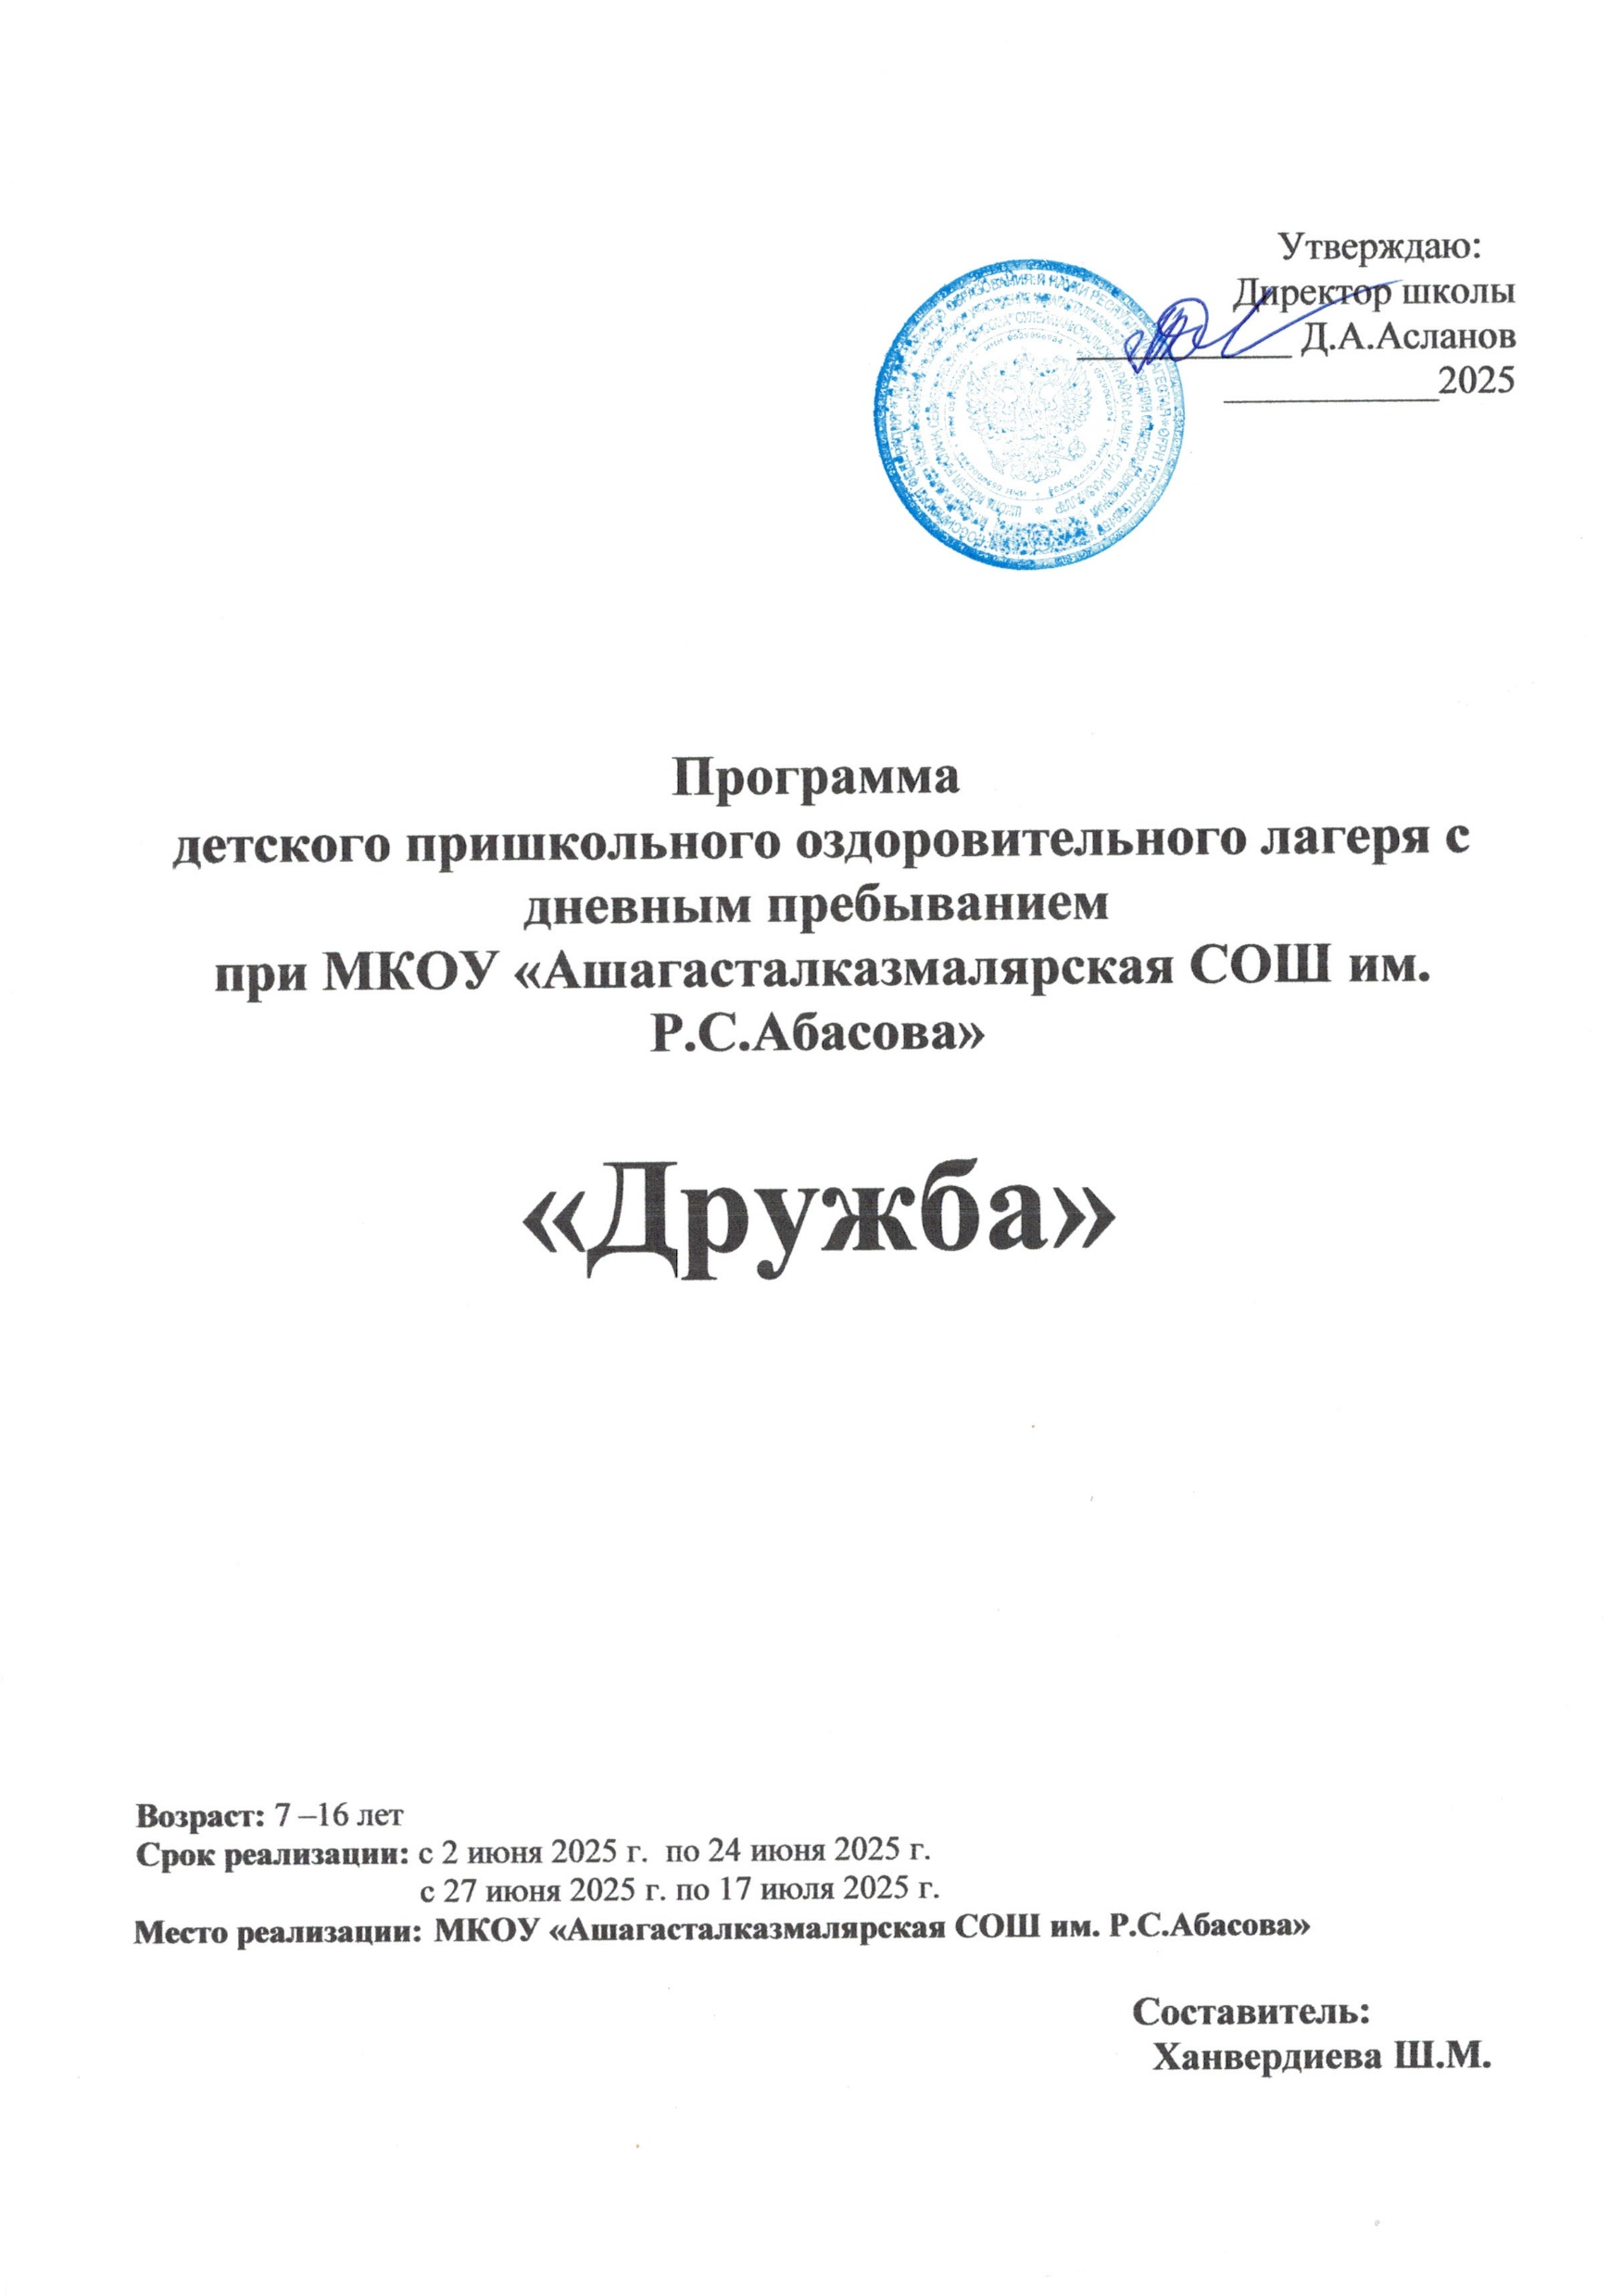 Утверждаю:
Директор школы
____________ Д.А.Асланов
____________2025
Программа
детского пришкольного оздоровительного лагеря с
дневным пребыванием
при МКОУ «Ашагасталказмалярская СОШ им.
Р.С.Абасова»
«Дружба»
Возраст: 7 –16 лет
Срок реализации: с 2 июня 2025 г.  по 24 июня 2025 г.
с 27 июня 2025 г. по 17 июля 2025 г.
Место реализации: МКОУ «Ашагасталказмалярская СОШ им. Р.С.Абасова»
Составитель:
Ханвердиева Ш.М.